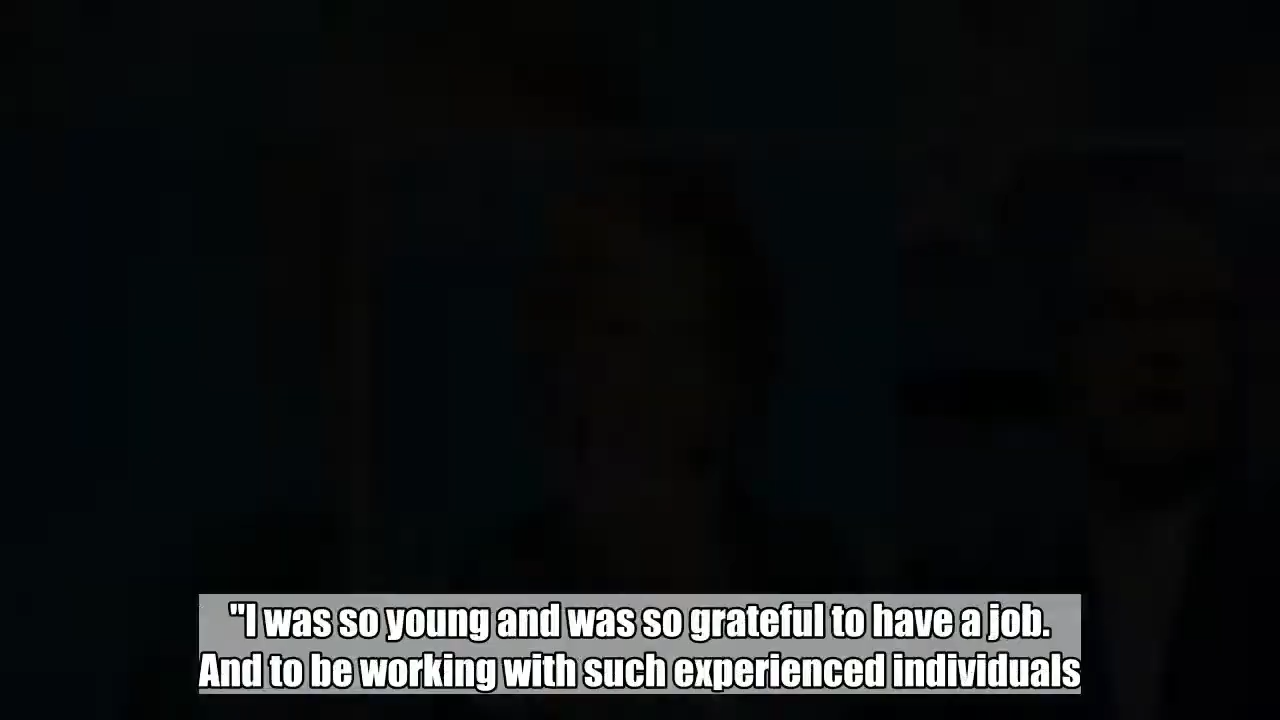 "I was so young and was so grateful to have a job.
And to be working with such experienced individuals